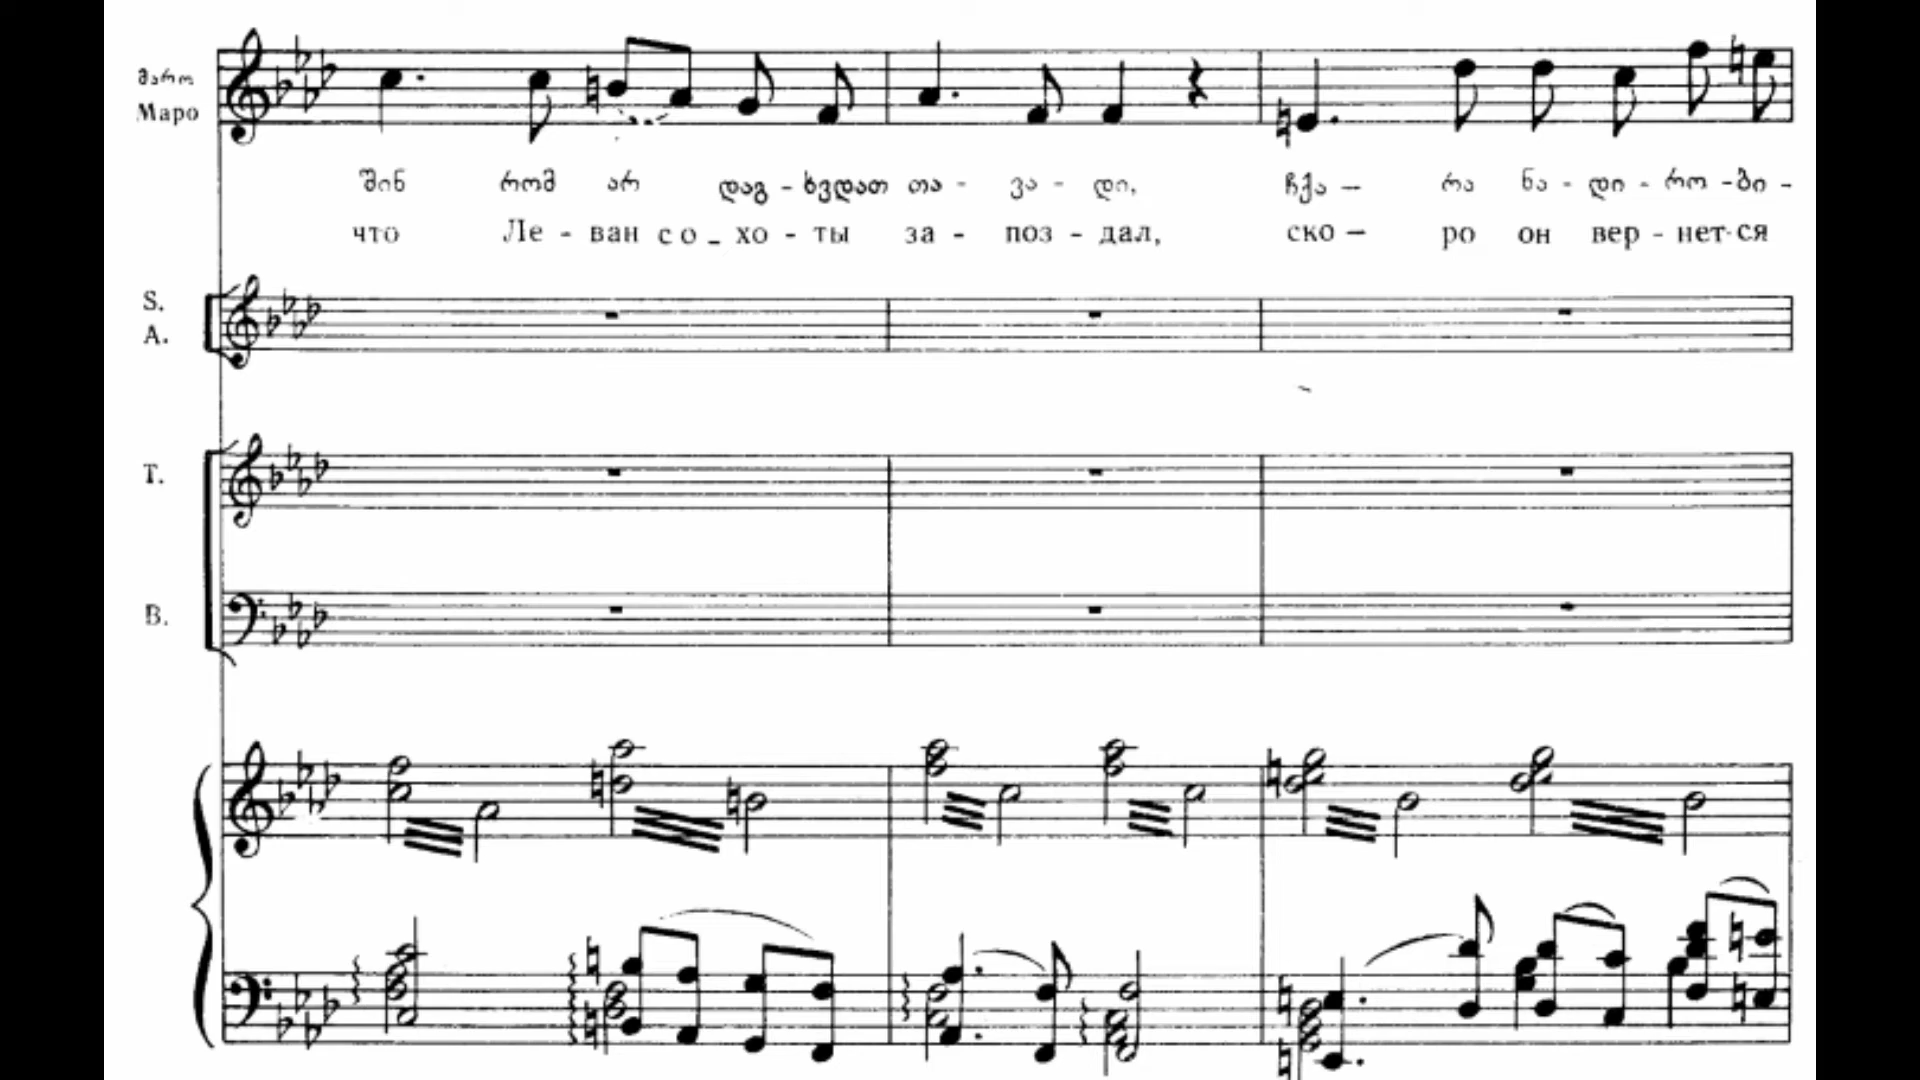 მარო
Маро
შინ რომ არ დაგ - ხვდათ თა - ვა - დი, ჩქა - რა ნა - დი - რო - ბი -
что Ле - ван со - хо - ты за - поз - дал, ско - ро он вер - нет - ся
S.
A.
T.
B.